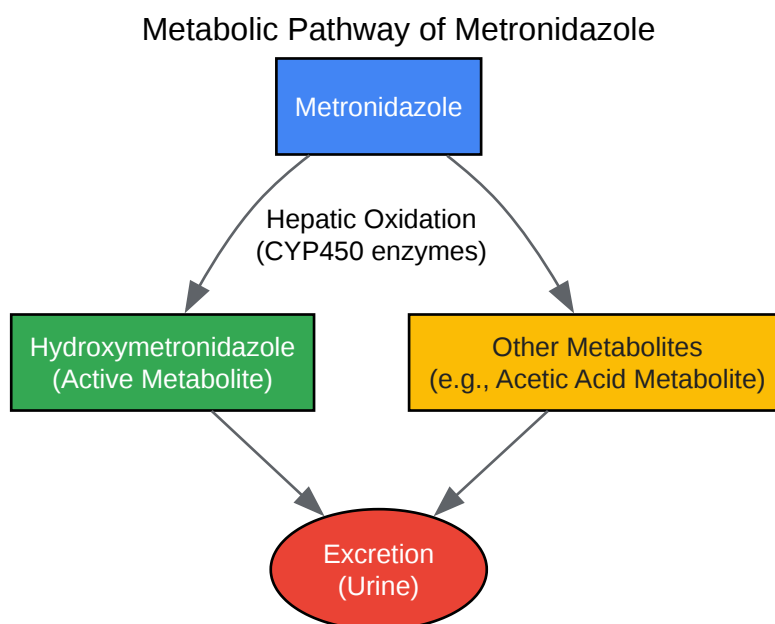 Metabolic Pathway of Metronidazole
Metronidazole
Hepatic Oxidation
(CYP450 enzymes)
Hydroxymetronidazole
(Active Metabolite)
Other Metabolites
(e.g., Acetic Acid Metabolite)
Excretion
(Urine)